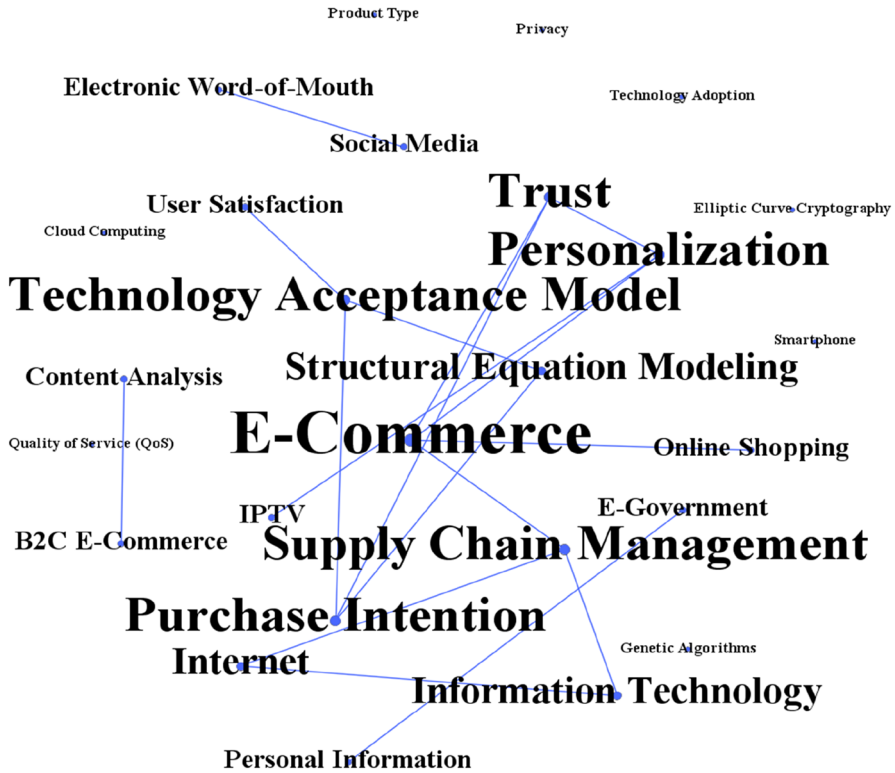 Product Type
Privacy
Electronic Word-of-Mouth
Technology Adoption
Social Media
Trust
User Satisfaction
Elliptic Curve Cryptography
Cloud Computing
Personalization
Technology Acceptance Model
Smartphone
Structural Equation Modeling
Content Analysis
E-Commerce
Quality of Service (QoS)
Online Shopping
IPTV
E-Government
B2C E-Commerce
Supply Chain Management
Purchase Intention
Genetic Algorithms
Internet
Information Technology
Personal Information